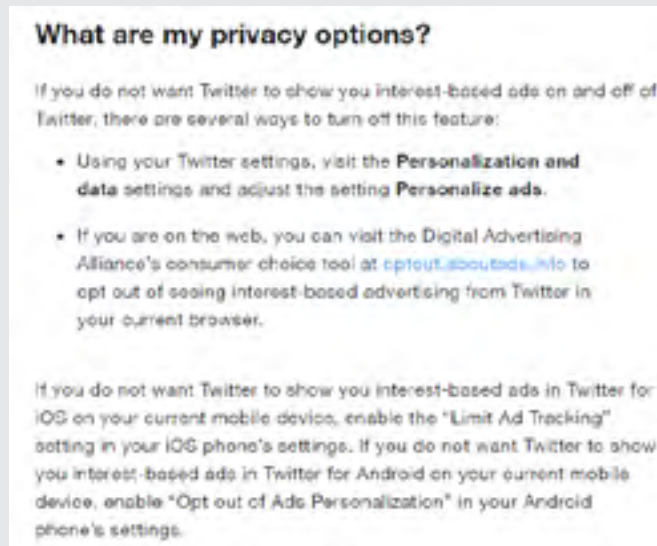 What are my privacy options?
If you do not want Twitter to show you interest-based ads on and off of
Twitter, there are several ways to turn off this feature:
• Using your Twitter settings, visit the Personalization and
data settings and adjust the setting Personalize ads.
• If you are on the web, you can visit the Digital Advertising
Alliance's consumer choice tool at optout.aboutads.info to
opt out of seeing interest-based advertising from Twitter in
your current browser.
If you do not want Twitter to show you interest-based ads in Twitter for
iOS on your current mobile device, enable the "Limit Ad Tracking"
setting in your iOS phone's settings. If you do not want Twitter to show
you interest-based ads in Twitter for Android on your current mobile
device, enable "Opt out of Ads Personalization" in your Android
phone's settings.